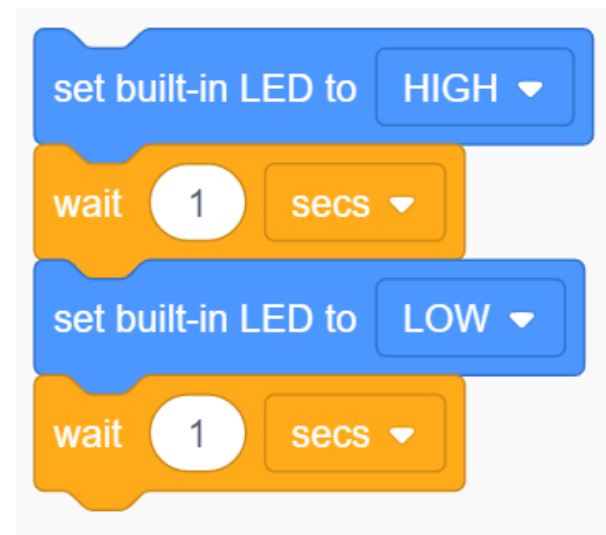 set built-in LED to HIGH
wait 1 secs
set built-in LED to LOW
wait 1 secs